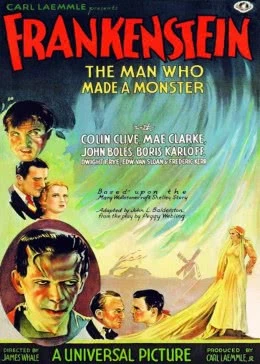 CARL LAEMMLE presents
FRANKENSTEIN
THE MAN WHO
MADE A MONSTER
with
COLIN CLIVE, MAE CLARKE,
JOHN BOLES, BORIS KARLOFF,
DWIGHT FRYE, EDW. VAN SLOAN & FREDERIC KERR
Based upon the
Mary Wollstonecraft Shelley Story
Adapted by John L. Balderston
from the play by Peggy Webling
DIRECTED BY
JAMES WHALE
A UNIVERSAL PICTURE
PRODUCED BY
CARL LAEMMLE, JR.